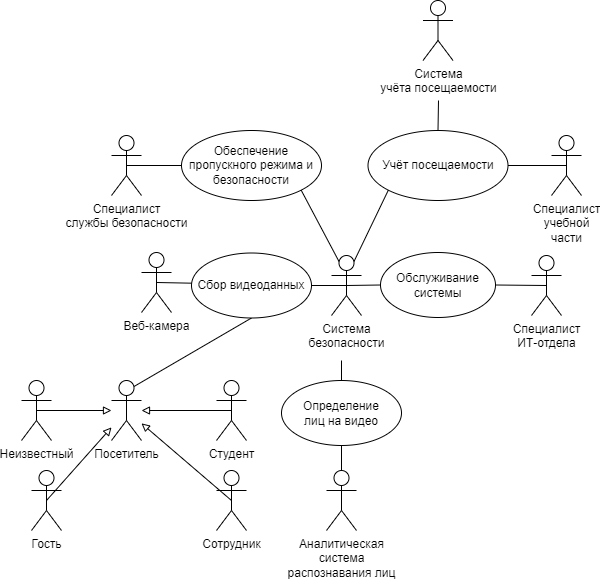 Система
учёта посещаемости
Обеспечение
пропускного режима и
безопасности
Учёт посещаемости
Специалист
службы безопасности
Специалист
учебной
части
Сбор видеоданных
Обслуживание
системы
Веб-камера
Система
безопасности
Специалист
ИТ-отдела
Определение
лиц на видео
Неизвестный
Посетитель
Студент
Гость
Сотрудник
Аналитическая
система
распознавания лиц